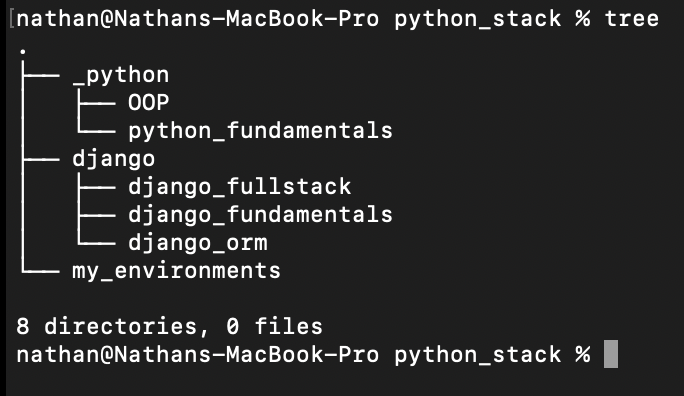 [nathan@Nathans-MacBook-Pro python_stack % tree
.
├── _python
│   ├── OOP
│   └── python_fundamentals
├── django
│   ├── django_fullstack
│   ├── django_fundamentals
│   └── django_orm
└── my_environments

8 directories, 0 files
nathan@Nathans-MacBook-Pro python_stack %